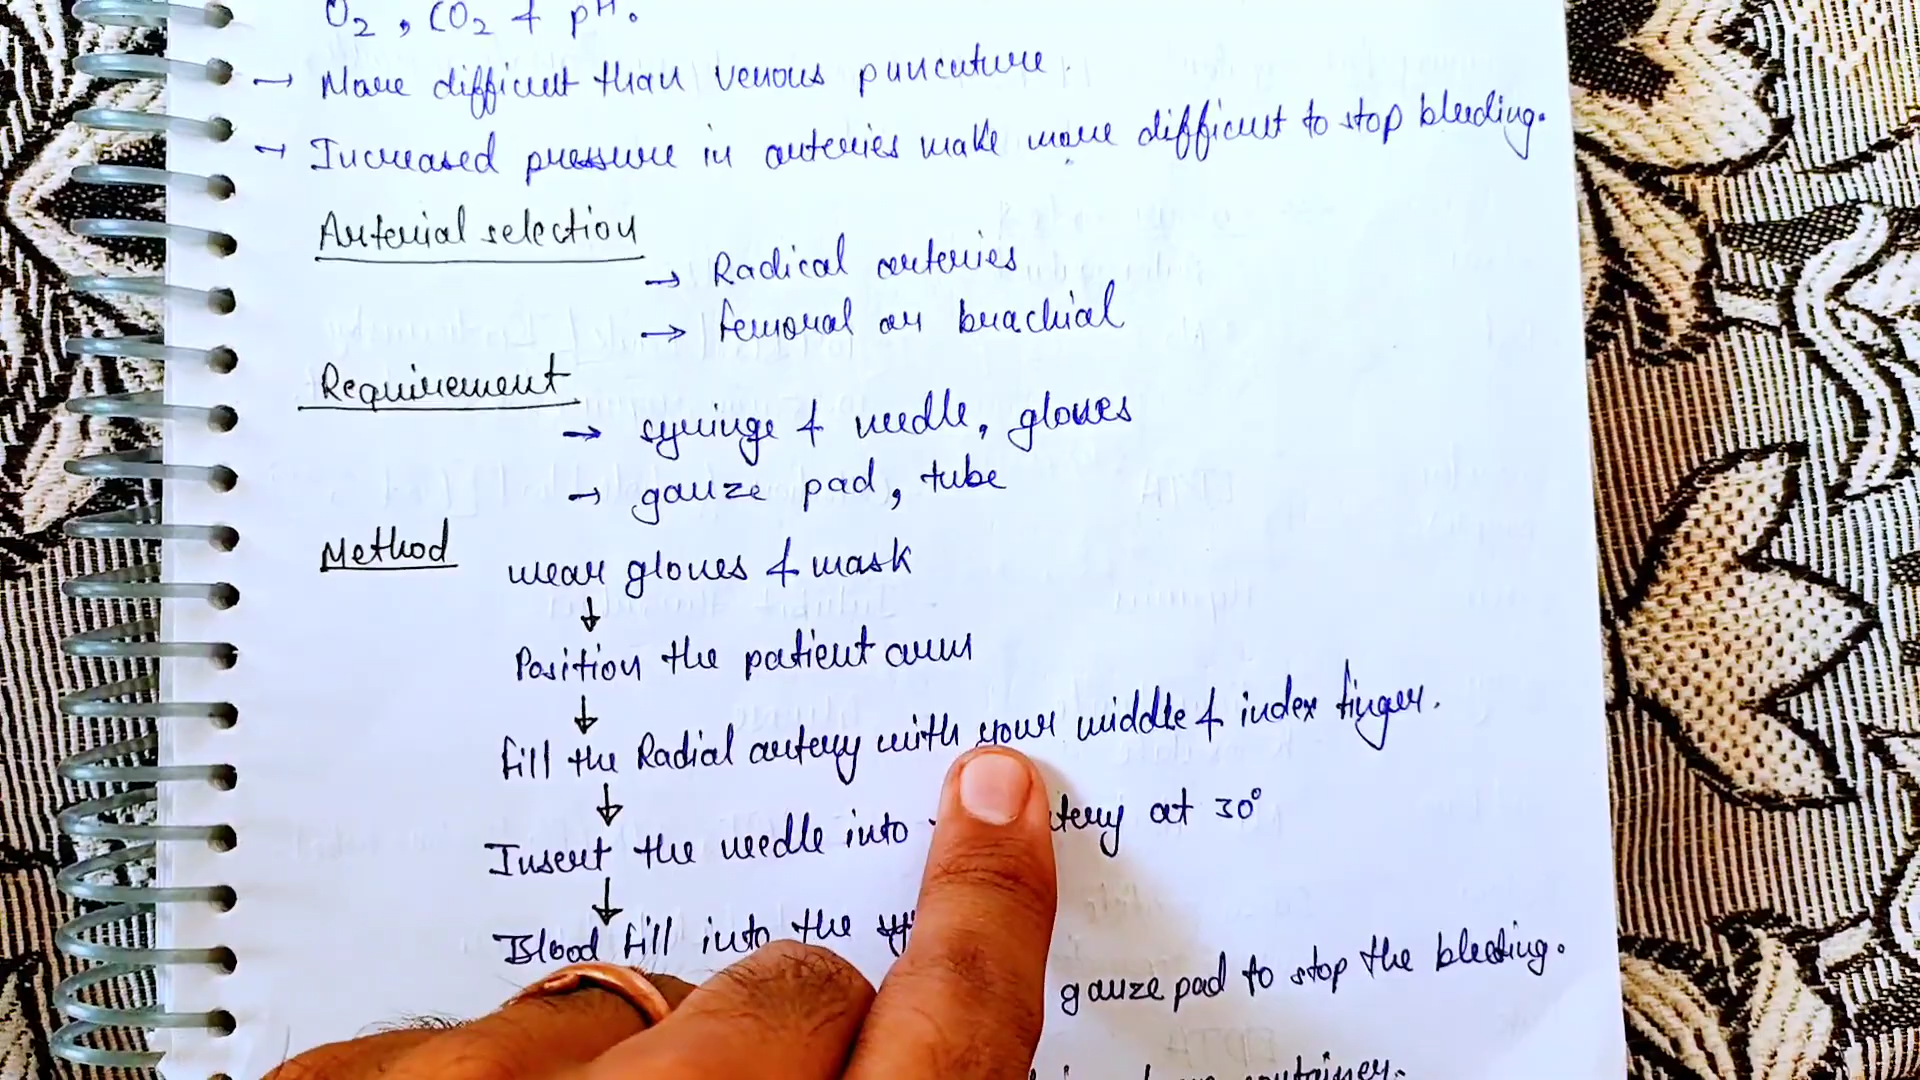 O2, CO2 & pH.
→ More difficult than venous puncuture.
→ Increased pressure in arteries make more difficult to stop bleeding.
Arterial selection
→ Radical arteries
→ femoral or brachial
Requirement
→ syringe & needle, gloves
→ gauze pad, tube
Method
wear gloves & mask
↓
Position the patient arm
↓
fill the Radial artery with your middle & index finger.
↓
Insert the needle into at 30°
↓
Blood fill into the
gauze pad to stop the bleeding.
container.